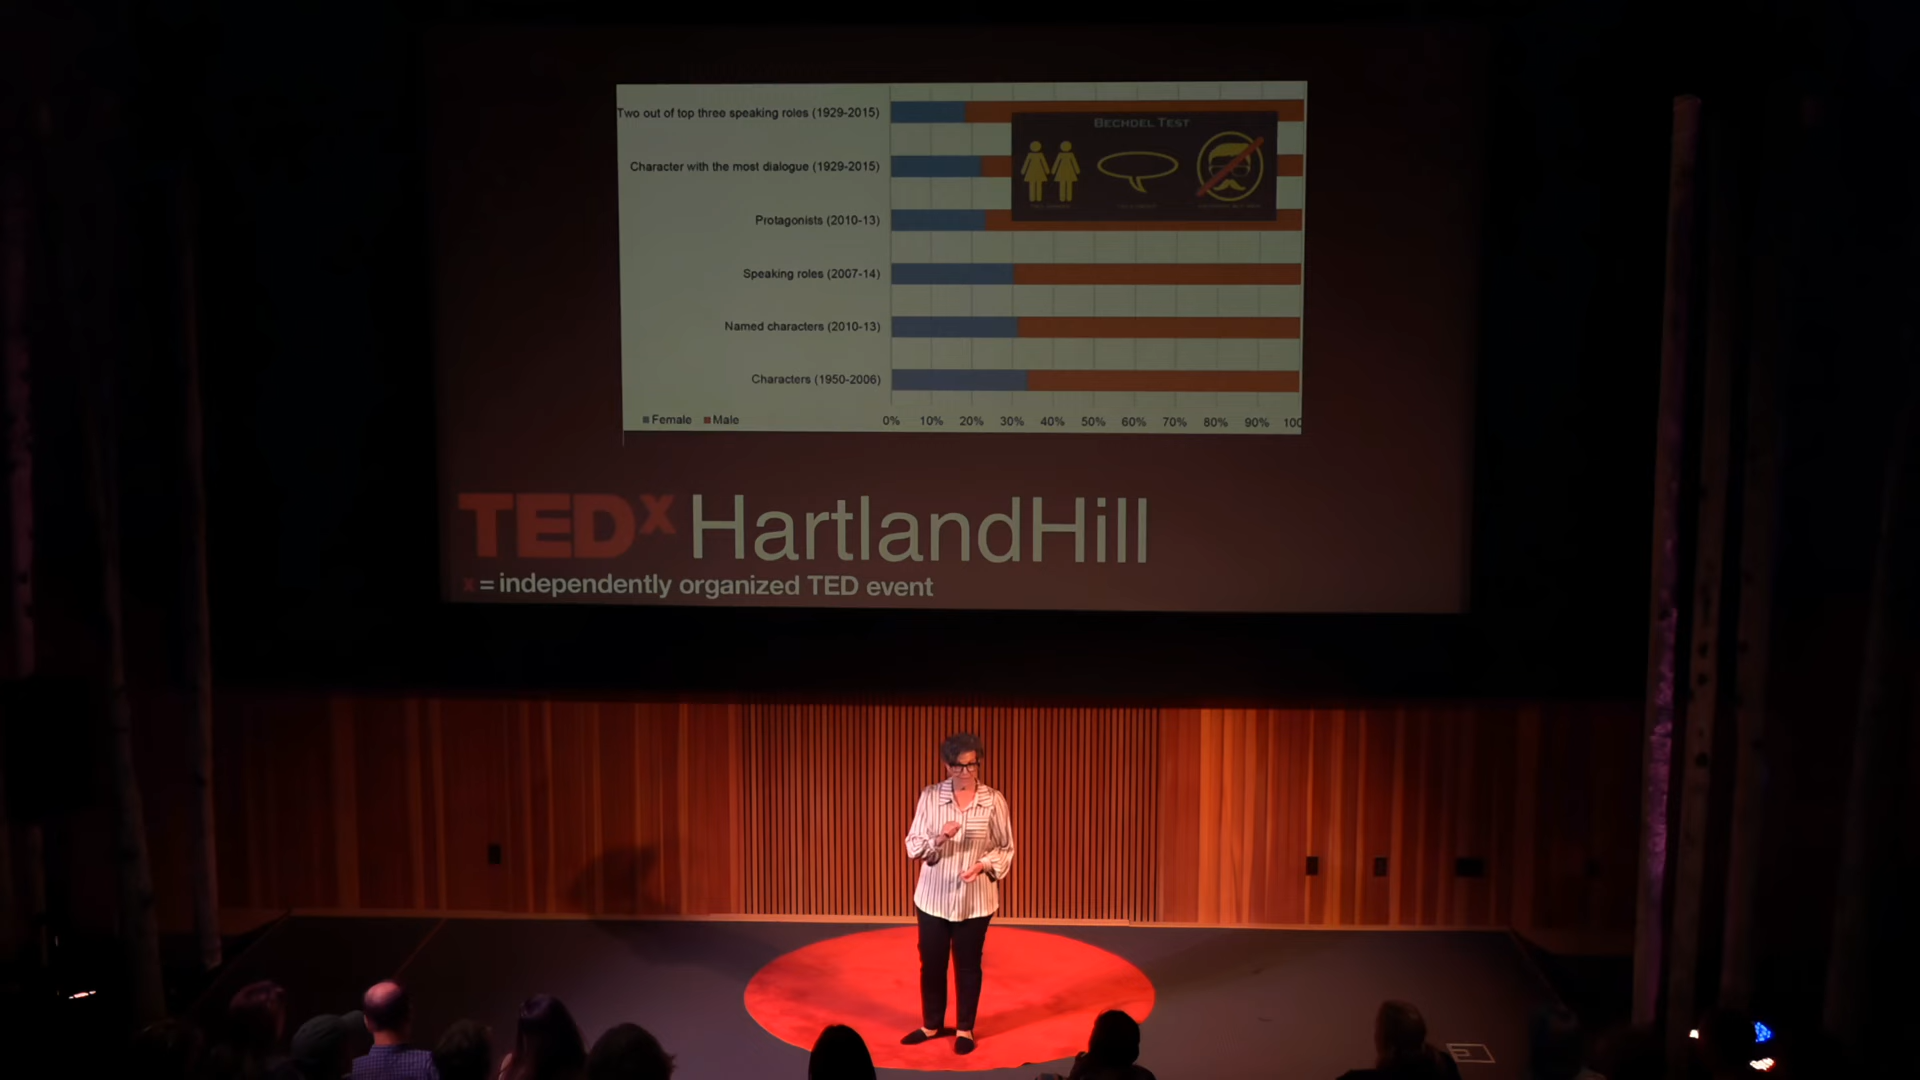 Two out of top three speaking roles (1929-2015)
BECHDEL TEST
Character with the most dialogue (1929-2015)
Protagonists (2010-13)
Speaking roles (2007-14)
Named characters (2010-13)
Characters (1950-2006)
Female Male
0% 10% 20% 30% 40% 50% 60% 70% 80% 90% 100
TEDx HartlandHill
x = independently organized TED event